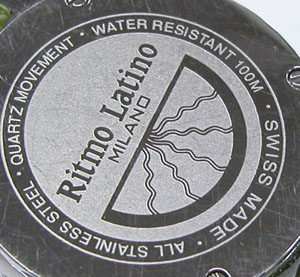 Ritmo Latino
MILANO
QUARTZ MOVEMENT · WATER RESISTANT 100M · SWISS MADE · ALL STAINLESS STEEL ·